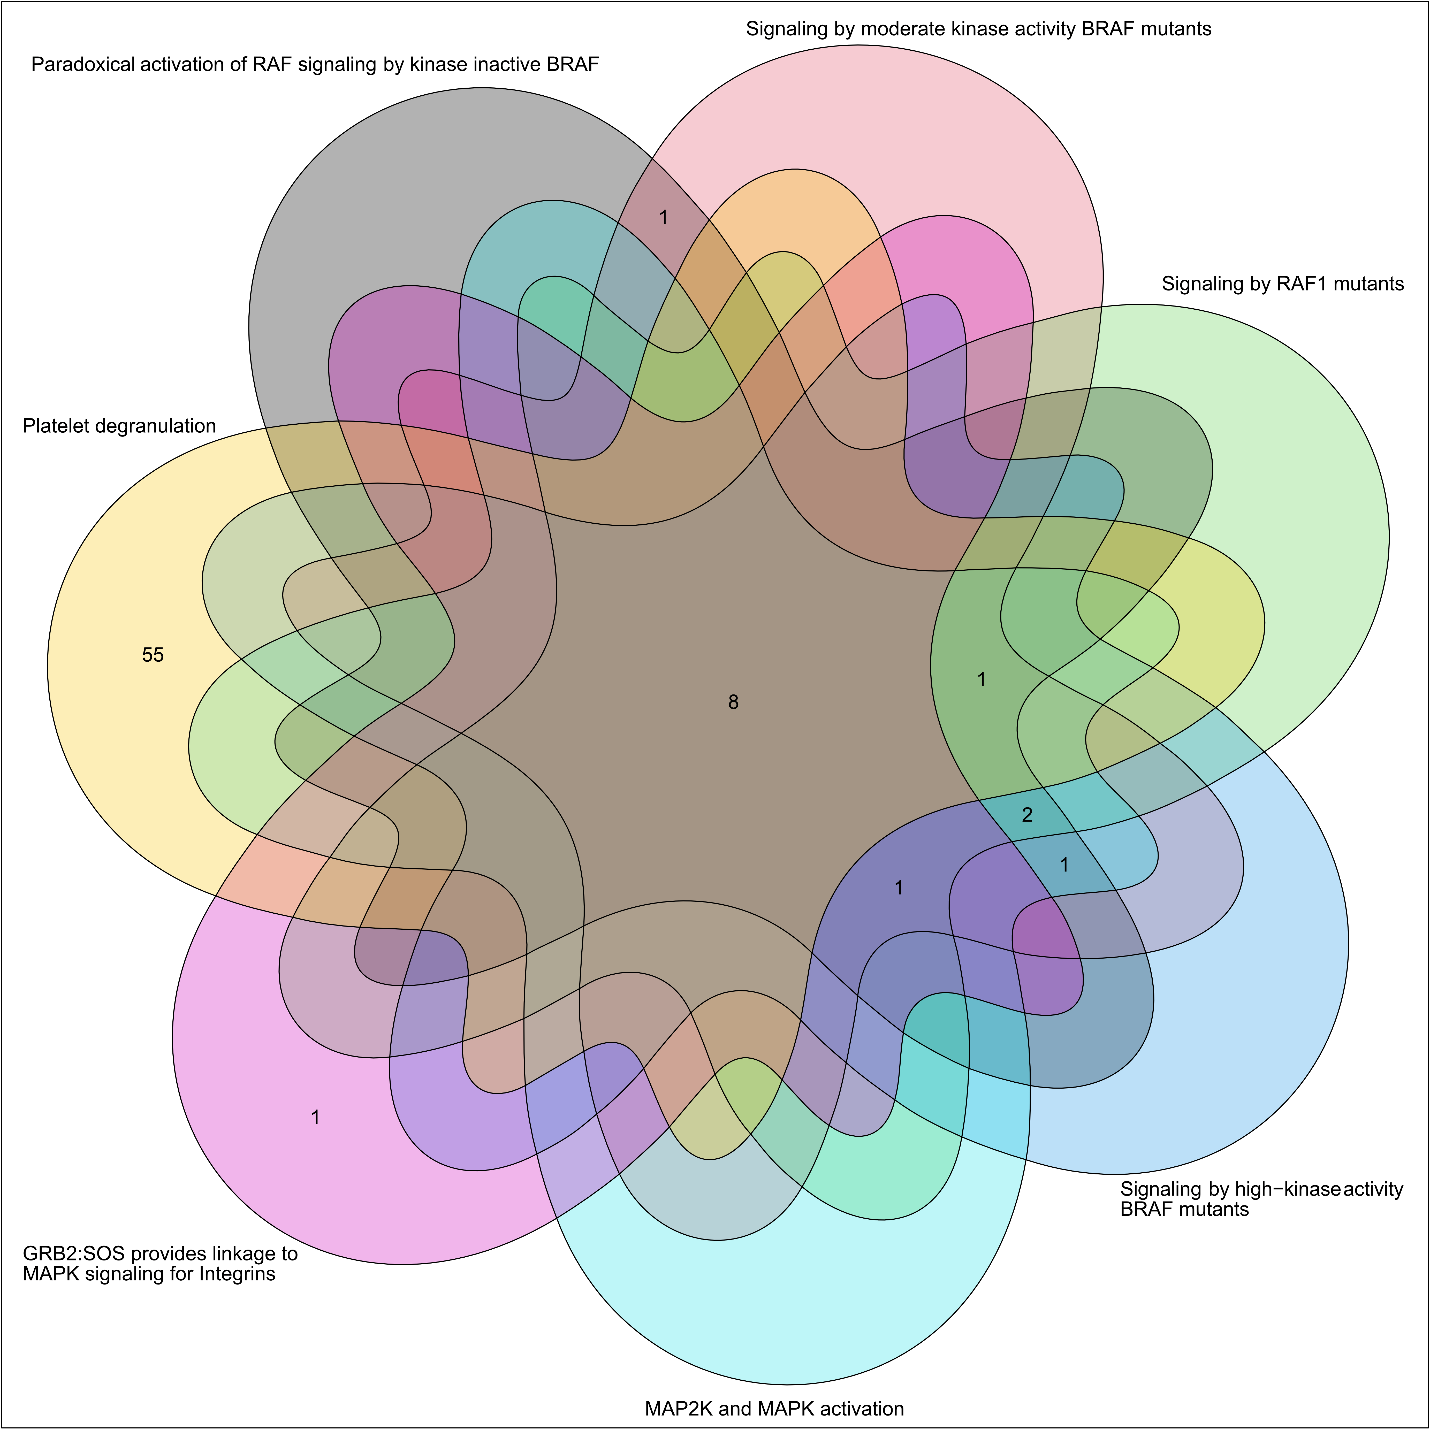 Signaling by moderate kinase activity BRAF mutants
Paradoxical activation of RAF signaling by kinase inactive BRAF
1
Signaling by RAF1 mutants
Platelet degranulation
55
1
8
2
1
1
1
Signaling by high−kinase activity
BRAF mutants
GRB2:SOS provides linkage to
MAPK signaling for Integrins
MAP2K and MAPK activation